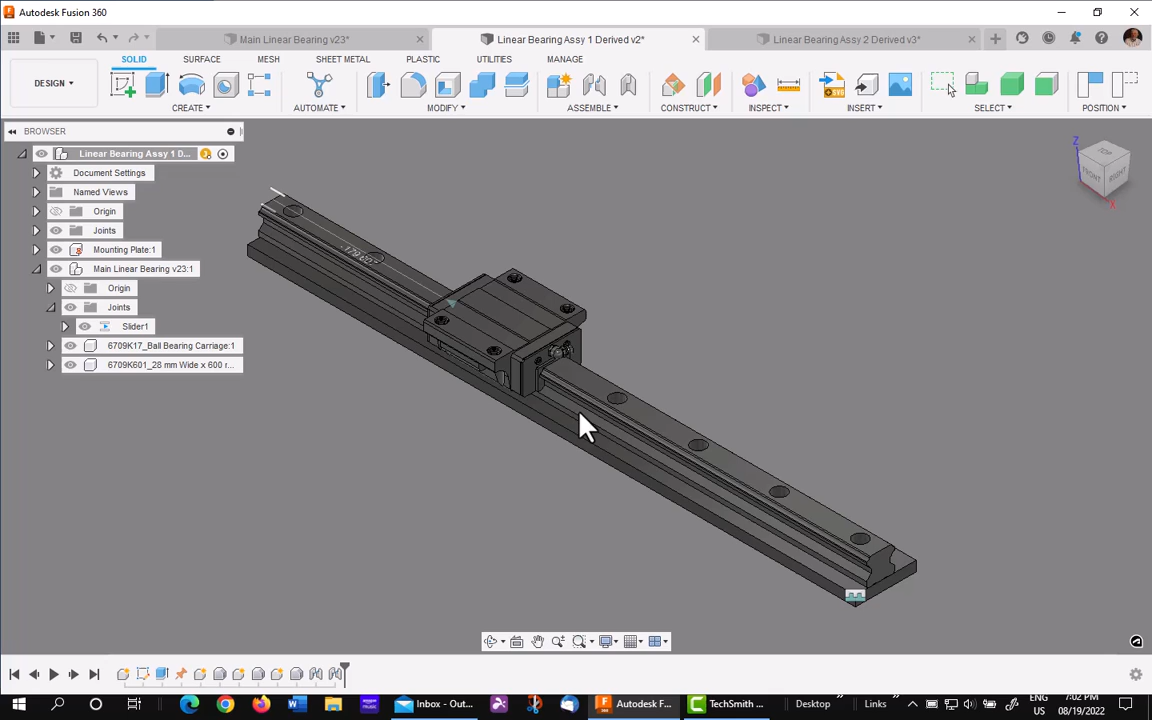 Autodesk Fusion 360
Main Linear Bearing v23*
Linear Bearing Assy 1 Derived v2*
Linear Bearing Assy 2 Derived v3*
SOLID
SURFACE
MESH
SHEET METAL
PLASTIC
UTILITIES
MANAGE
DESIGN
CREATE
AUTOMATE
MODIFY
ASSEMBLE
CONSTRUCT
INSPECT
INSERT
SELECT
POSITION
SVG
BROWSER
Linear Bearing Assy 1 D...
Document Settings
Named Views
Origin
Joints
Mounting Plate:1
Main Linear Bearing v23:1
Origin
Joints
Slider1
6709K17_Ball Bearing Carriage:1
6709K601_28 mm Wide x 600 r...
Z
TOP
FRONT
RIGHT
X
Inbox - Out...
Autodesk F...
TechSmith ...
Desktop
Links
ENG
US
7:02 PM
08/19/2022